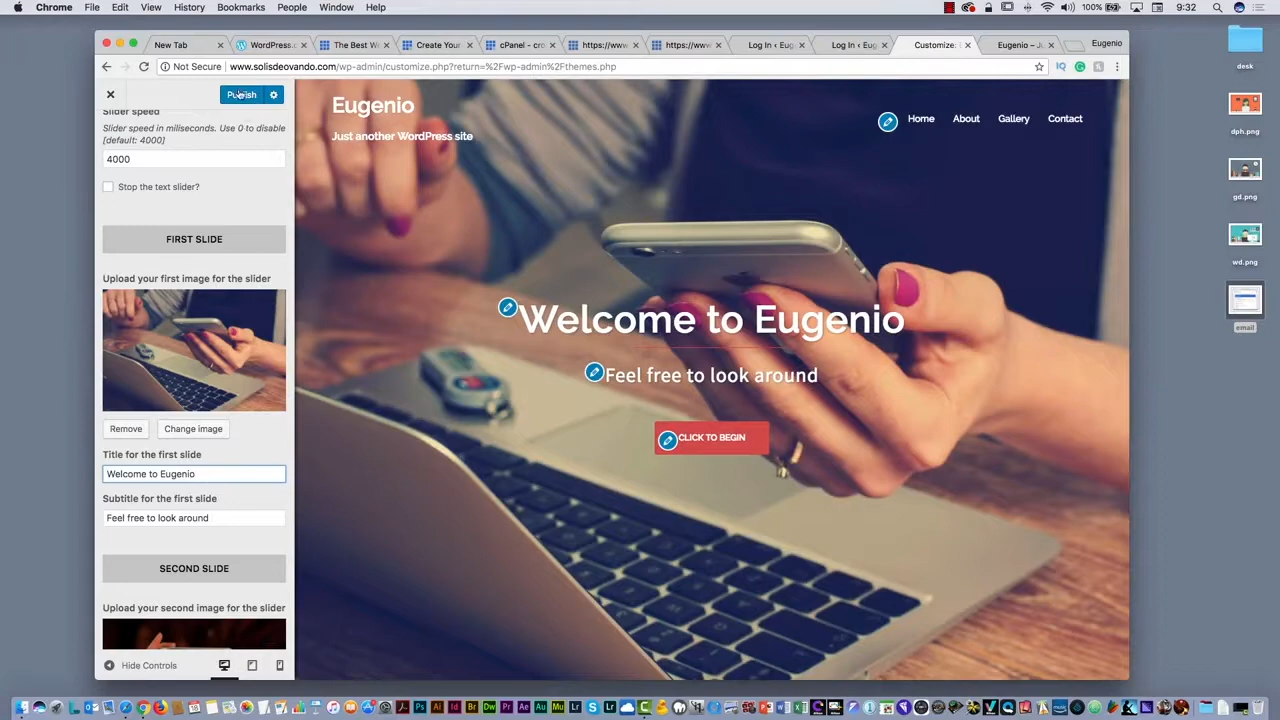 Chrome File Edit View History Bookmarks People Window Help
100% 9:32
New Tab
WordPress.c
The Best W
Create Your
cPanel - cro
https://www
https://www
Log In ‹ Eug
Log In ‹ Eug
Customize:
Eugenio – Ju
Eugenio
Not Secure www.solisdeovando.com/wp-admin/customize.php?return=%2Fwp-admin%2Fthemes.php
Publish
Slider speed
Slider speed in miliseconds. Use 0 to disable
[default: 4000]
4000
Stop the text slider?
FIRST SLIDE
Upload your first image for the slider
Remove
Change image
Title for the first slide
Welcome to Eugenio
Subtitle for the first slide
Feel free to look around
SECOND SLIDE
Upload your second image for the slider
Hide Controls
Eugenio
Just another WordPress site
Home About Gallery Contact
Welcome to Eugenio
Feel free to look around
CLICK TO BEGIN
desk
dph.png
gd.png
wd.png
email